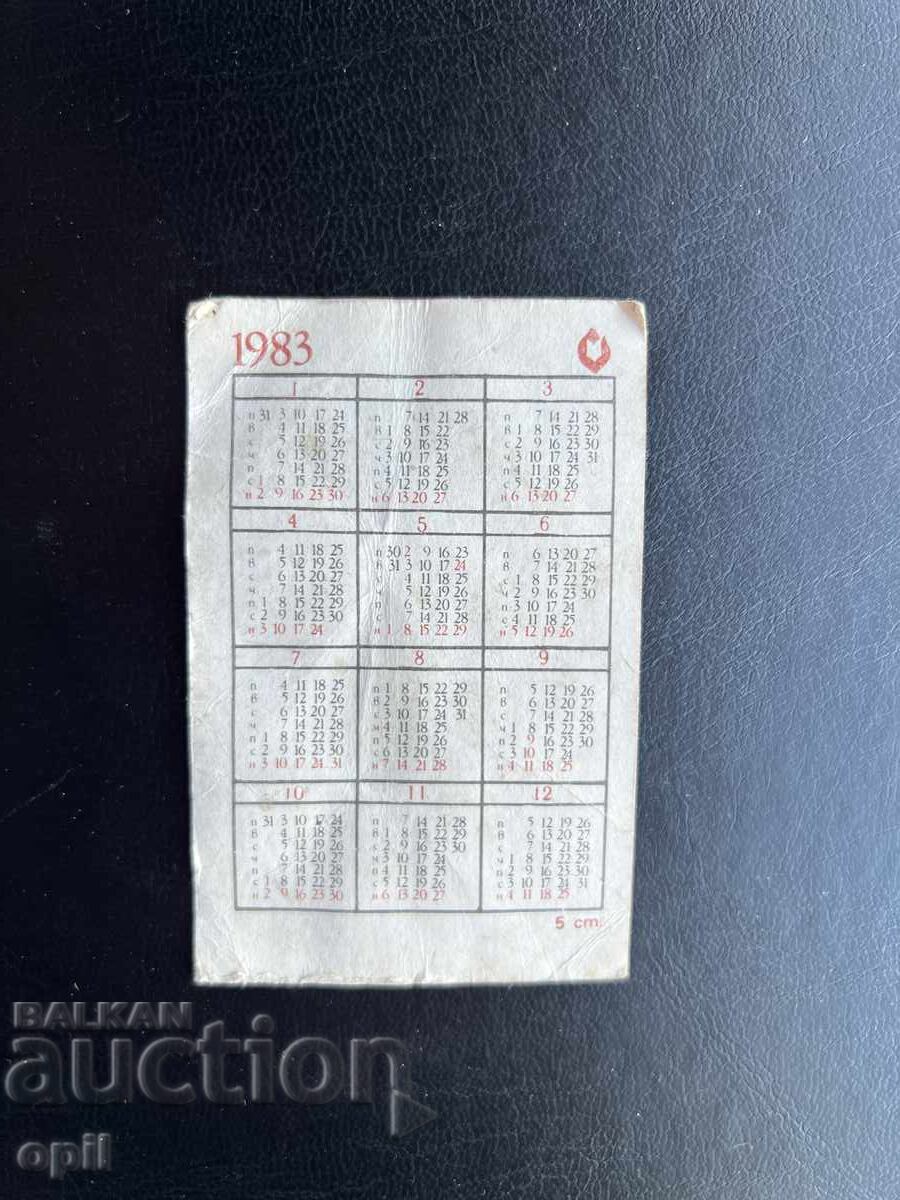 1983
1 2 3
п 31 3 10 17 24
в 4 11 18 25
с 5 12 19 26
ч 6 13 20 27
п 7 14 21 28
с 1 8 15 22 29
н 2 9 16 23 30
п 7 14 21 28
в 1 8 15 22
с 2 9 16 23
ч 3 10 17 24
п 4 11 18 25
с 5 12 19 26
н 6 13 20 27
п 7 14 21 28
в 1 8 15 22 29
с 2 9 16 23 30
ч 3 10 17 24 31
п 4 11 18 25
с 5 12 19 26
н 6 13 20 27
4 5 6
п 4 11 18 25
в 5 12 19 26
с 6 13 20 27
ч 7 14 21 28
п 1 8 15 22 29
с 2 9 16 23 30
н 3 10 17 24
п 30 2 9 16 23
в 31 3 10 17 24
с 4 11 18 25
ч 5 12 19 26
п 6 13 20 27
с 7 14 21 28
н 1 8 15 22 29
п 6 13 20 27
в 7 14 21 28
с 1 8 15 22 29
ч 2 9 16 23 30
п 3 10 17 24
с 4 11 18 25
н 5 12 19 26
7 8 9
п 4 11 18 25
в 5 12 19 26
с 6 13 20 27
ч 7 14 21 28
п 1 8 15 22 29
с 2 9 16 23 30
н 3 10 17 24 31
п 1 8 15 22 29
в 2 9 16 23 30
с 3 10 17 24 31
ч 4 11 18 25
п 5 12 19 26
с 6 13 20 27
н 7 14 21 28
п 5 12 19 26
в 6 13 20 27
с 7 14 21 28
ч 1 8 15 22 29
п 2 9 16 23 30
с 3 10 17 24
н 4 11 18 25
10 11 12
п 31 3 10 17 24
в 4 11 18 25
с 5 12 19 26
ч 6 13 20 27
п 7 14 21 28
с 1 8 15 22 29
н 2 9 16 23 30
п 7 14 21 28
в 1 8 15 22 29
с 2 9 16 23 30
ч 3 10 17 24
п 4 11 18 25
с 5 12 19 26
н 6 13 20 27
п 5 12 19 26
в 6 13 20 27
с 7 14 21 28
ч 1 8 15 22 29
п 2 9 16 23 30
с 3 10 17 24 31
н 4 11 18 25
5 cm.
BALKAN
auction
opil